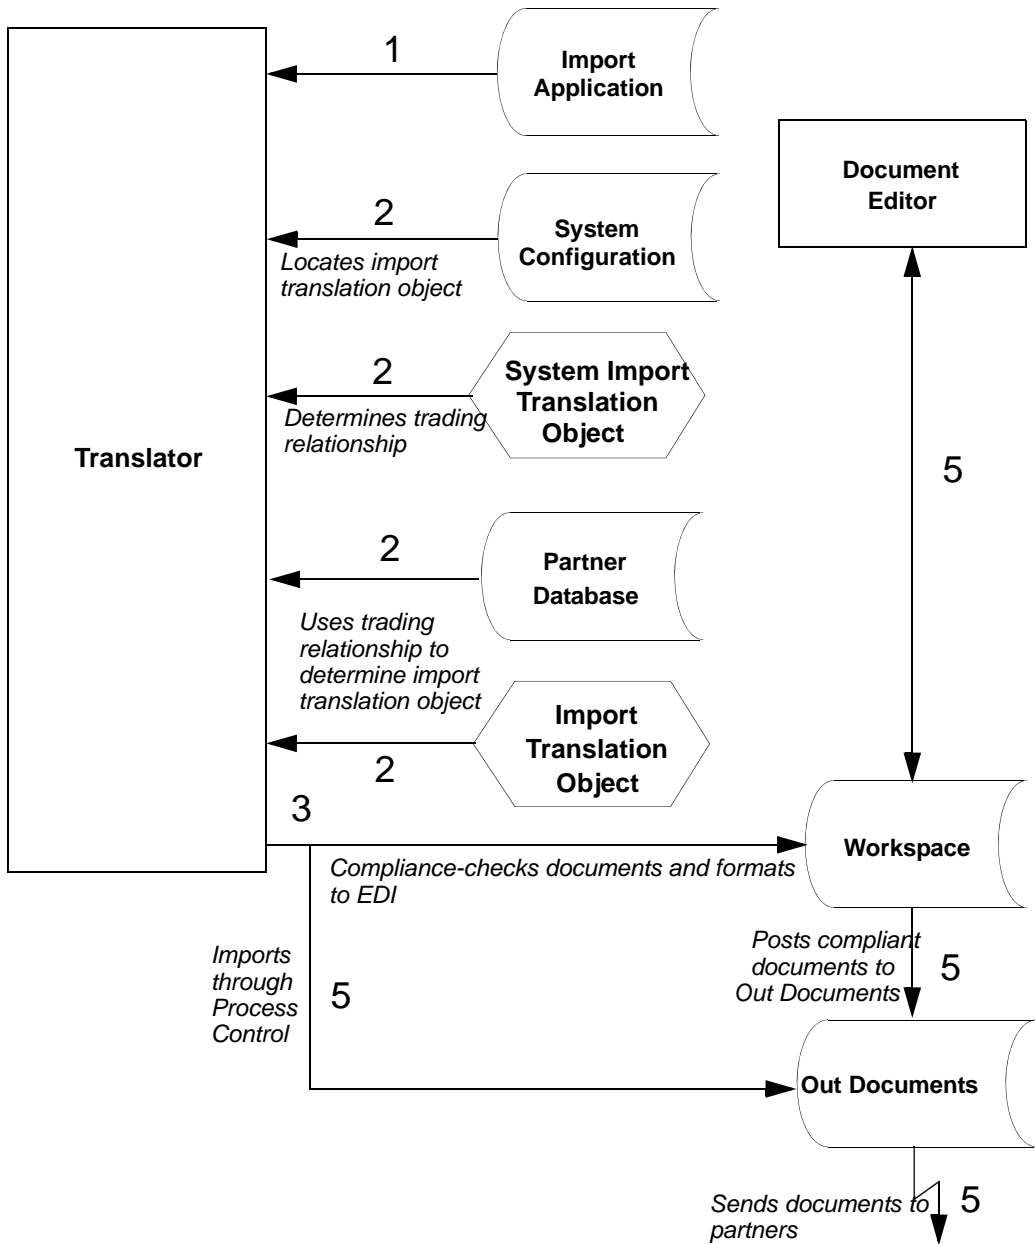 1
Import
Application
Document
Editor
2
System
Configuration
Locates import
translation object
2
System Import
Translation
Object
Determines trading
relationship
Translator
5
2
Partner
Database
Uses trading
relationship to
determine import
translation object
Import
Translation
Object
2
3
Workspace
Compliance-checks documents and formats
to EDI
Imports
through
Process
Control
5
Posts compliant
documents to
Out Documents
5
Out Documents
Sends documents to
partners
5